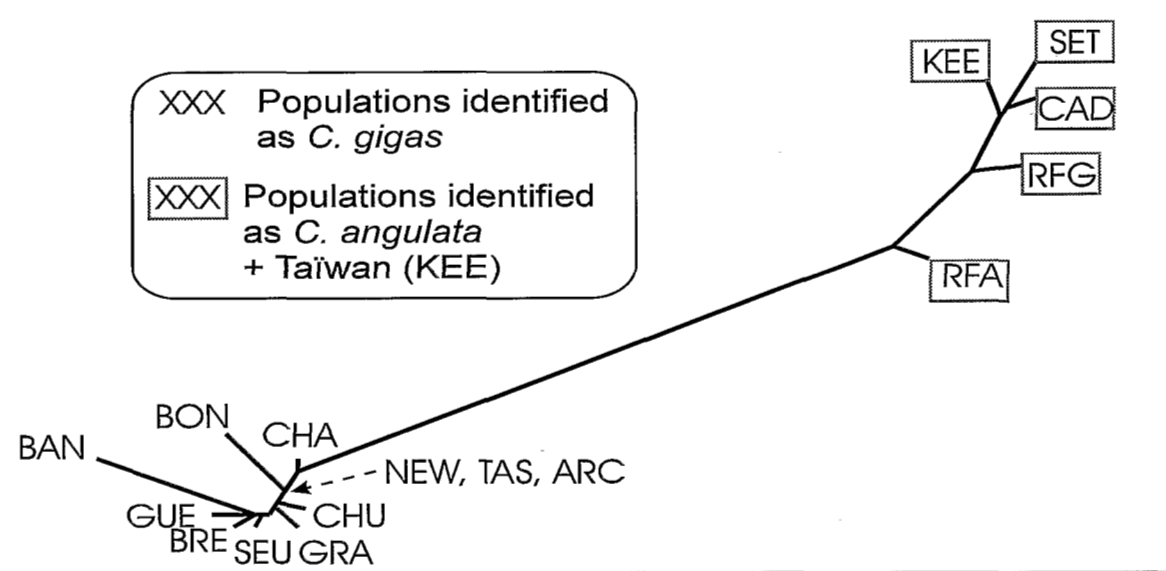 SET
KEE
CAD
RFG
RFA
XXX Populations identified
as C. gigas
XXX Populations identified
as C. angulata
+ Taïwan (KEE)
BON
CHA
BAN
NEW, TAS, ARC
GUE
CHU
BRE
SEU GRA